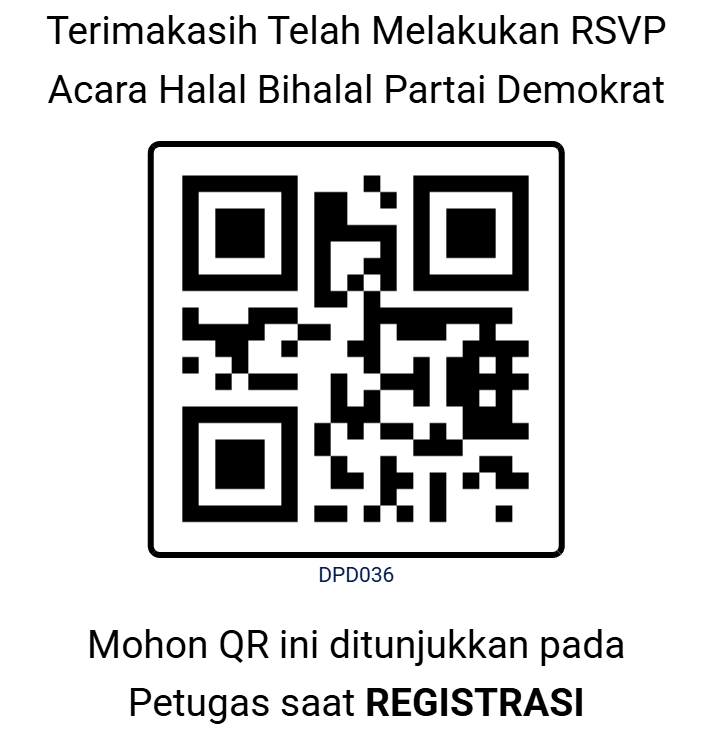 Terimakasih Telah Melakukan RSVP
Acara Halal Bihalal Partai Demokrat
DPD036
Mohon QR ini ditunjukkan pada
Petugas saat REGISTRASI